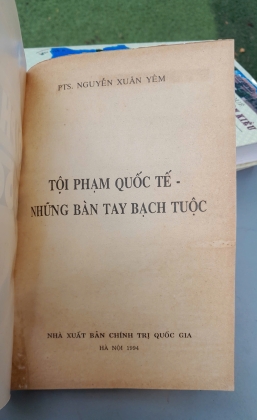 PTS. NGUYỄN XUÂN YÊM
TỘI PHẠM QUỐC TẾ -
NHỮNG BÀN TAY BẠCH TUỘC
NHÀ XUẤT BẢN CHÍNH TRỊ QUỐC GIA
HÀ NỘI 1994
KIỀU